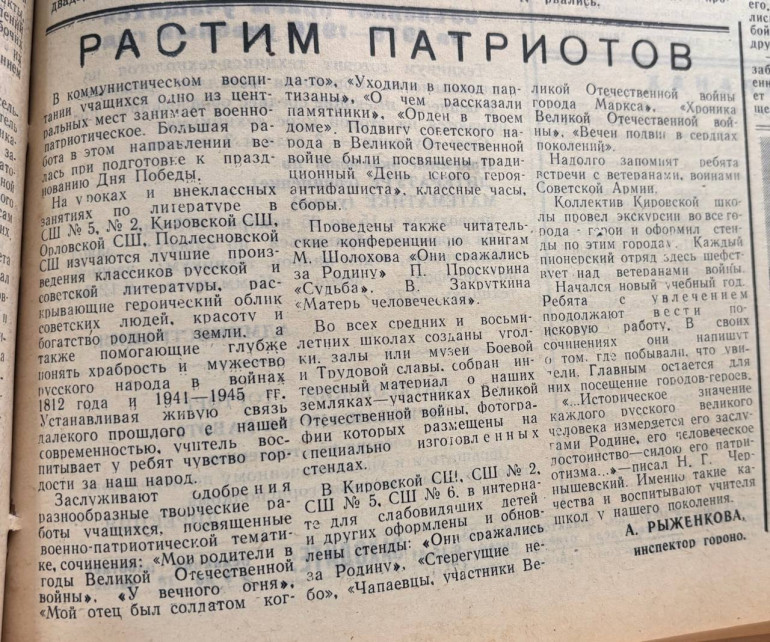 РАСТИМ ПАТРИОТОВ
В коммунистическом воспи-
тании учащихся одно из цент-
ральных мест занимает военно-
патриотическое. Большая ра-
бота в этом направлении ве-
лась при подготовке к празд-
нованию Дня Победы.
На уроках и внеклассных
занятиях по литературе в
СШ № 5, № 2, Кировской СШ,
Орловской СШ, Подлесновской
СШ изучаются лучшие произ-
ведения классиков русской и
советской литературы, рас-
крывающие героический облик
советских людей, красоту и
богатство родной земли, а
также помогающие глубже
понять храбрость и мужество
русского народа в войнах
1812 года и 1941—1945 гг.
Устанавливая живую связь
далекого прошлого с нашей
современностью, учитель вос-
питывает у ребят чувство гор-
дости за наш народ.
Заслуживают одобрения
разнообразные творческие ра-
боты учащихся, посвященные
военно-патриотической темати-
ке, сочинения: «Мои родители в
годы Великой Отечественной
войны», «У вечного огня»,
«Мой отец был солдатом ког-
да-то», «Уходили в поход пар-
тизаны», «О чем рассказали
памятники», «Орден в твоем
доме». Подвигу советского на-
рода в Великой Отечественной
войне были посвящены тради-
ционный «День юного героя-
антифашиста», классные часы,
сборы.
Проведены также читатель-
ские конференции по книгам
М. Шолохова «Они сражались
за Родину» П. Проскурина
«Судьба», В. Закруткина
«Матерь человеческая».
Во всех средних и восьми-
летних школах созданы угол-
ки, залы или музеи Боевой
и Трудовой славы, собран ин-
тересный материал о наших
земляках—участниках Великой
Отечественной войны, фотогра-
фии которых размещены на
специально изготовленных
стендах.
В Кировской СШ, СШ № 2,
СШ № 5, СШ № 6, в интерна-
те для слабовидящих детей
и других оформлены и обнов-
лены стенды: «Они сражались
за Родину», «Стерегущие не-
бо», «Чапаевцы, участники Ве-
ликой Отечественной войны
города Маркса», «Хроника
Великой Отечественной вой-
ны», «Вечен подвиг в сердцах
поколений».
Надолго запомнят ребята
встречи с ветеранами, воинами
Советской Армии.
Коллектив Кировской шко-
лы провел экскурсии во все го-
рода - герои и оформил стен-
ды по этим городам. Каждый
пионерский отряд здесь шефст-
вует над ветеранами войны.
Начался новый учебный год.
Ребята с увлечением
продолжают вести по-
исковую работу. В своих
сочинениях они напишут
о том, где побывали, что уви-
дели. Главным остается для
них посещение городов-героев.
«...Историческое значение
каждого русского великого
человека измеряется его заслу-
гами Родине, его человеческое
достоинство—силою его патри-
отизма...»—писал Н. Г. Чер-
нышевский. Именно такие ка-
чества и воспитывают учителя
школ у нашего поколения.
А. РЫЖЕНКОВА,
инспектор гороно.